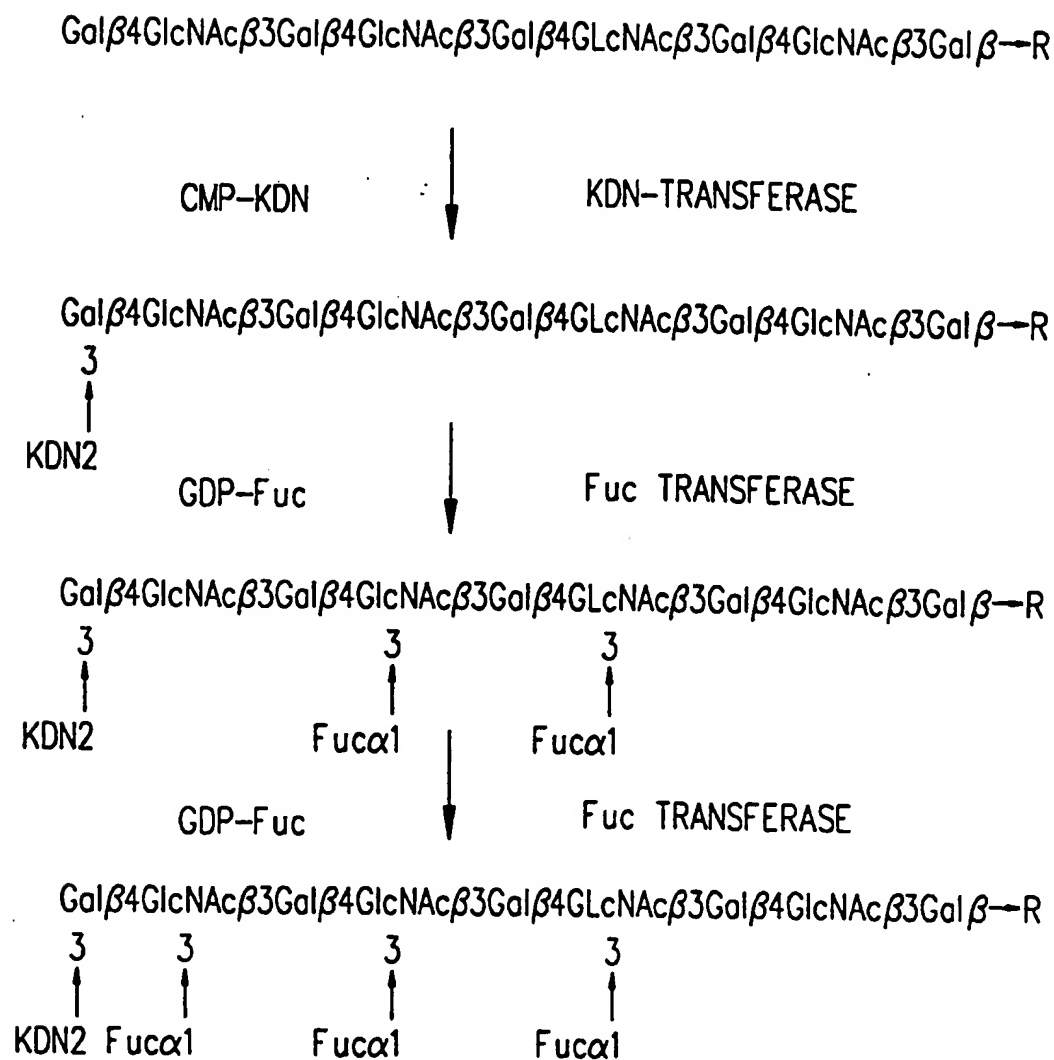 Galβ4GlcNAcβ3Galβ4GlcNAcβ3Galβ4GLcNAcβ3Galβ4GlcNAcβ3Galβ→R
CMP-KDN KDN-TRANSFERASE
Galβ4GlcNAcβ3Galβ4GlcNAcβ3Galβ4GLcNAcβ3Galβ4GlcNAcβ3Galβ→R
3
KDN2
GDP-Fuc Fuc TRANSFERASE
Galβ4GlcNAcβ3Galβ4GlcNAcβ3Galβ4GLcNAcβ3Galβ4GlcNAcβ3Galβ→R
3 3 3
KDN2 Fucα1 Fucα1
GDP-Fuc Fuc TRANSFERASE
Galβ4GlcNAcβ3Galβ4GlcNAcβ3Galβ4GLcNAcβ3Galβ4GlcNAcβ3Galβ→R
3 3 3 3
KDN2 Fucα1 Fucα1 Fucα1